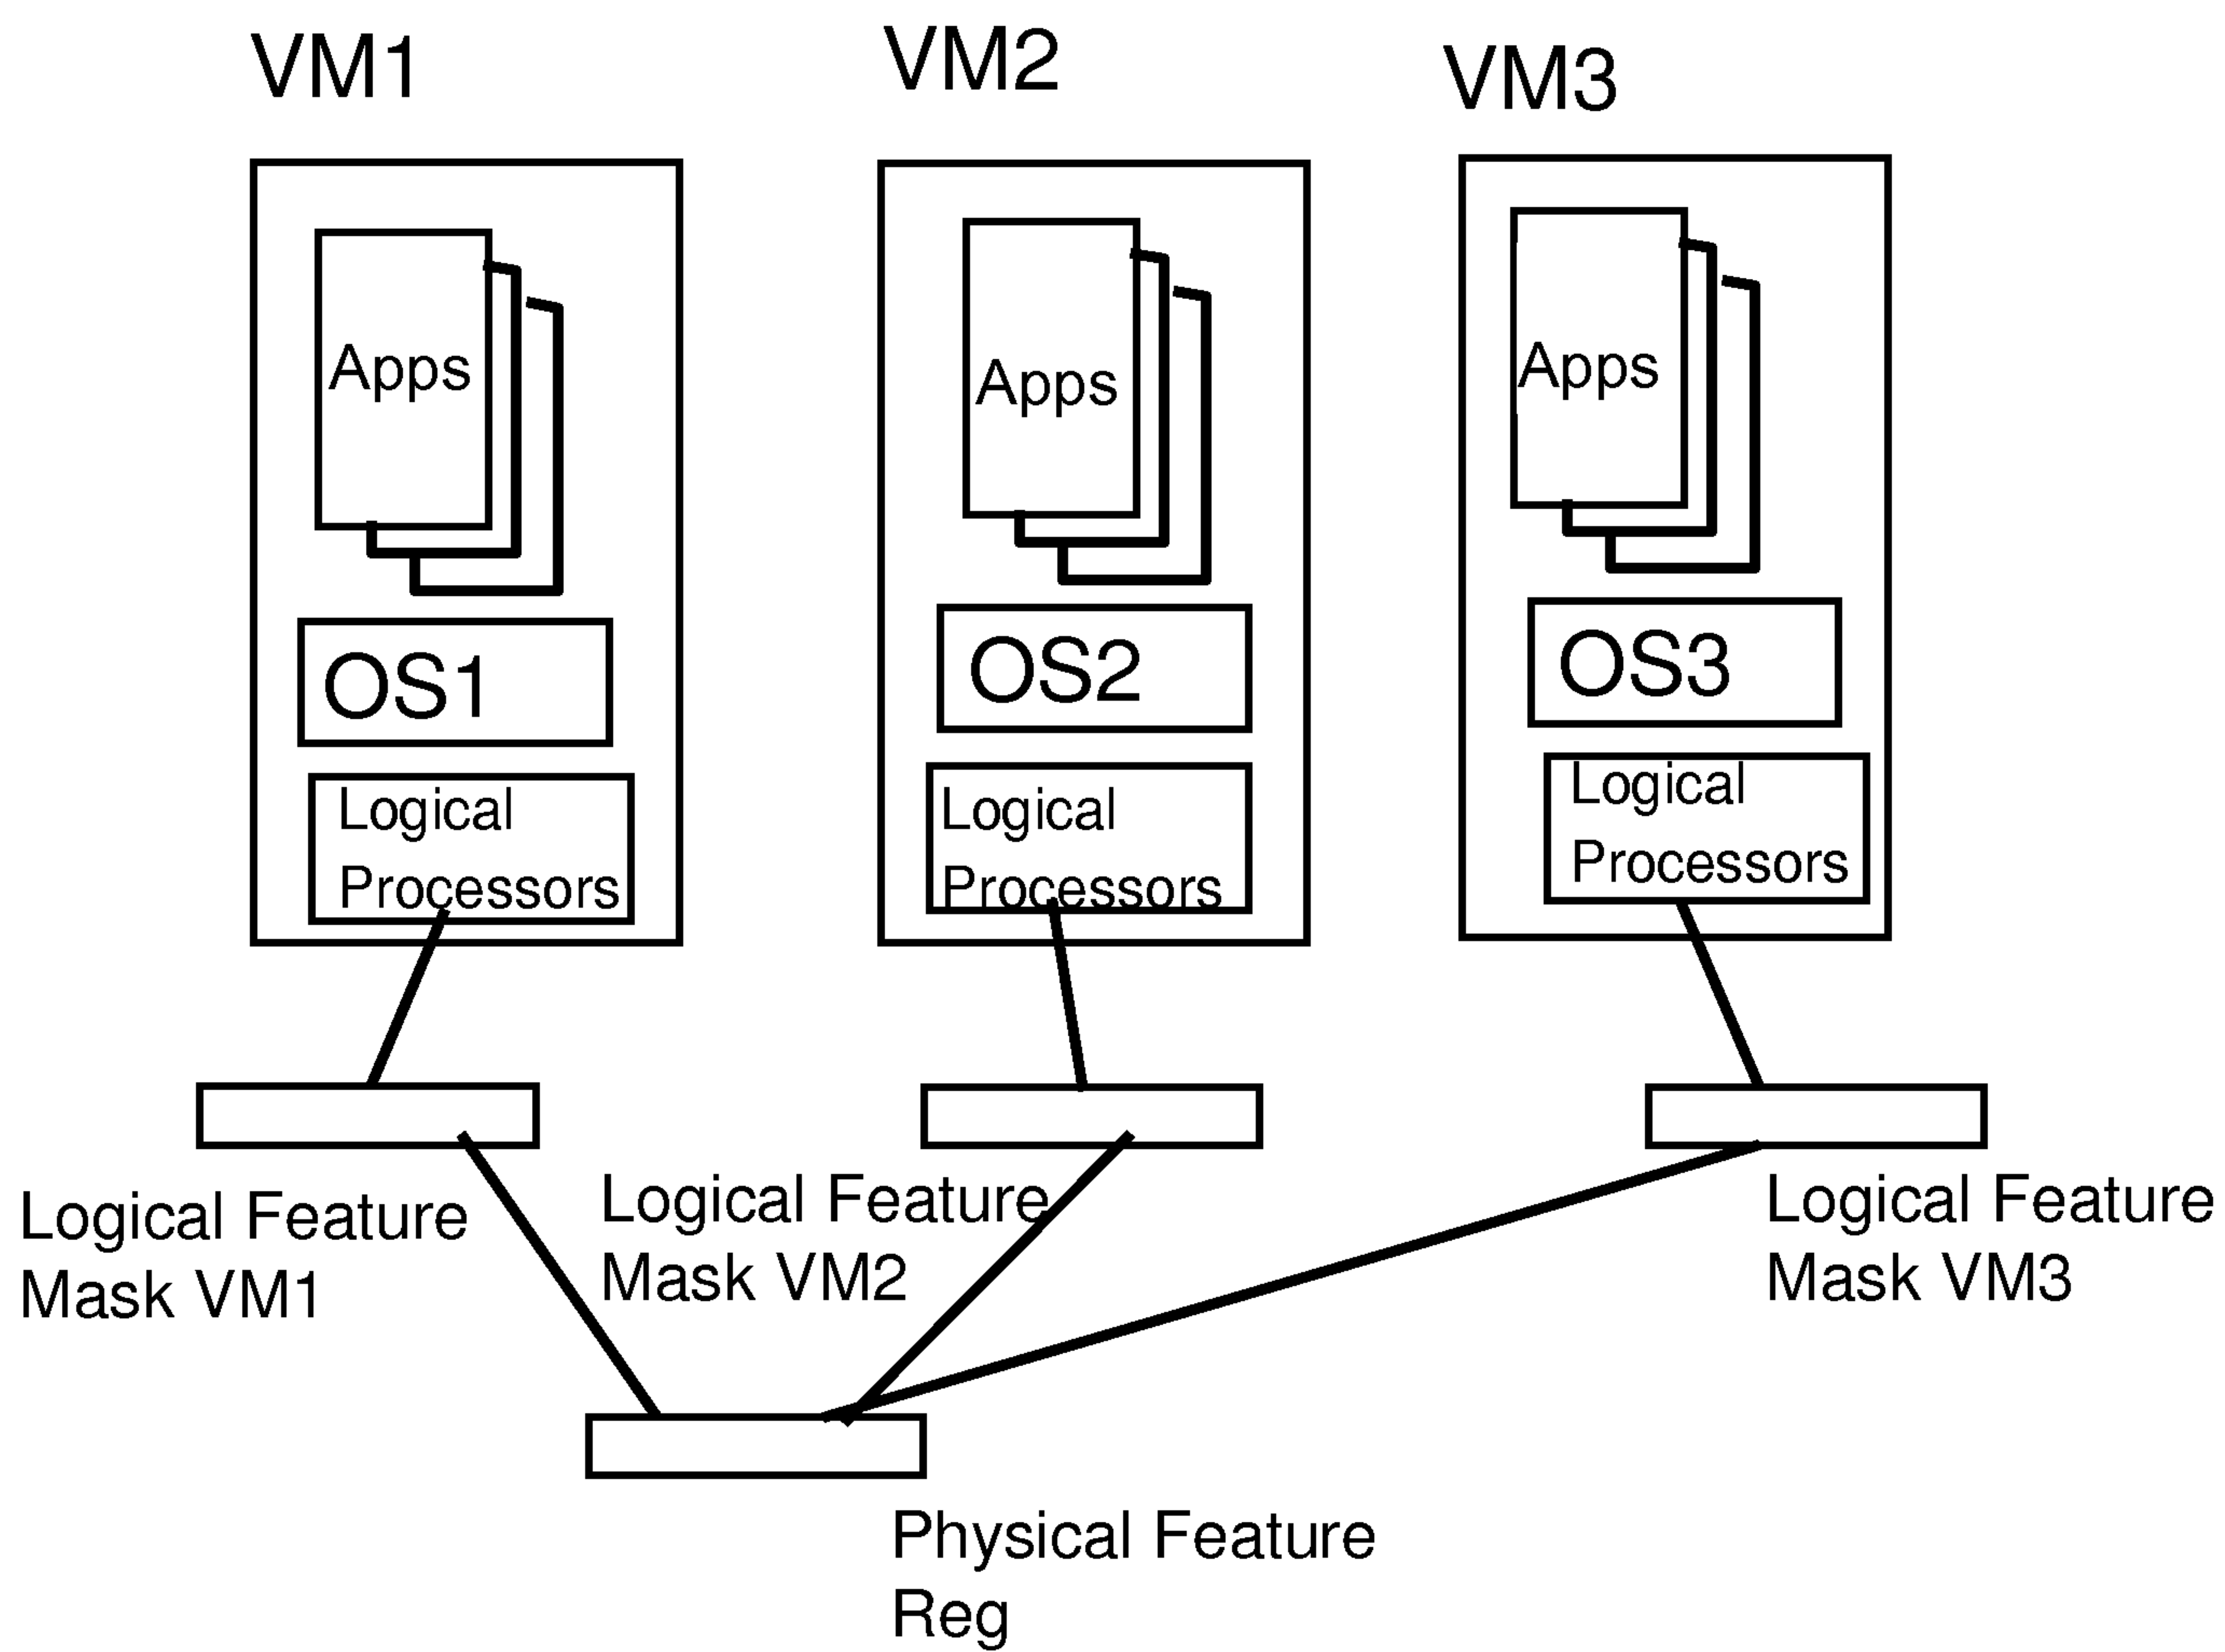 VM1
VM2
VM3
Apps
Apps
Apps
OS1
OS2
OS3
Logical
Processors
Logical
Processors
Logical
Processors
Logical Feature
Mask VM1
Logical Feature
Mask VM2
Logical Feature
Mask VM3
Physical Feature
Reg